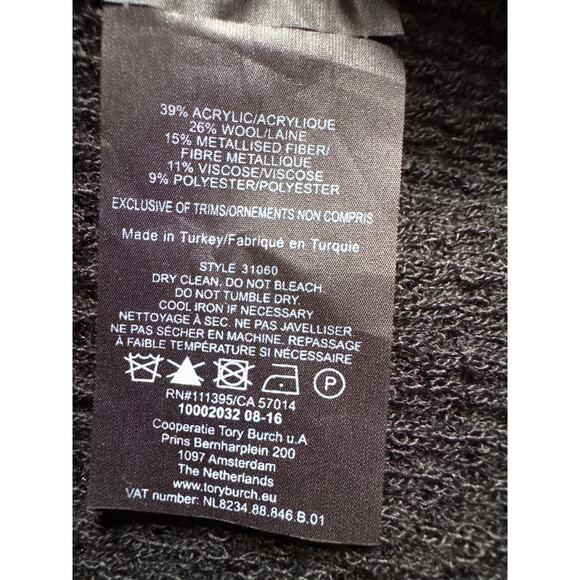 39% ACRYLIC/ACRYLIQUE
26% WOOL/LAINE
15% METALLISED FIBER/
FIBRE METALLIQUE
11% VISCOSE/VISCOSE
9% POLYESTER/POLYESTER
EXCLUSIVE OF TRIMS/ORNEMENTS NON COMPRIS
Made in Turkey/Fabriqué en Turquie
STYLE 31060
DRY CLEAN. DO NOT BLEACH.
DO NOT TUMBLE DRY.
COOL IRON IF NECESSARY
NETTOYAGE À SEC. NE PAS JAVELLISER.
NE PAS SÉCHER EN MACHINE. REPASSAGE
À FAIBLE TEMPÉRATURE SI NÉCESSAIRE
P
RN#111395/CA 57014
10002032 08-16
Cooperatie Tory Burch u.A
Prins Bernharplein 200
1097 Amsterdam
The Netherlands
www.toryburch.eu
VAT number: NL8234.88.846.B.01